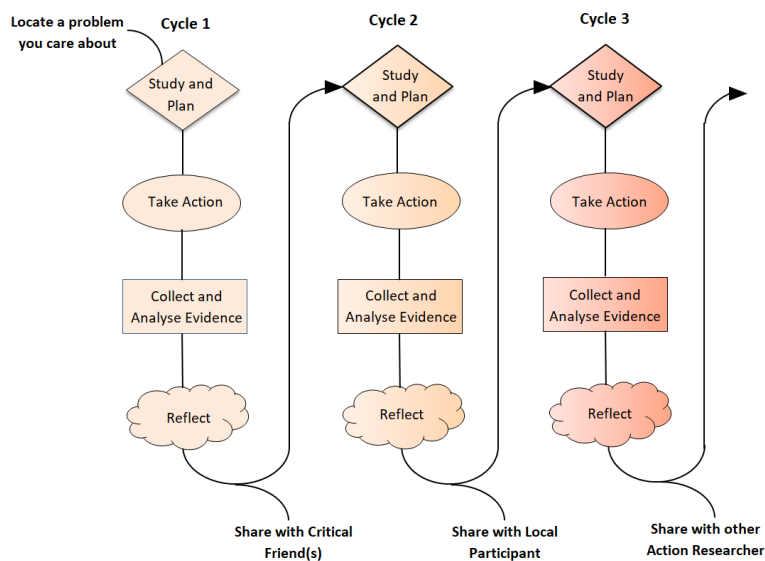 Locate a problem
you care about
Cycle 1
Study and
Plan
Take Action
Collect and
Analyse Evidence
Reflect
Share with Critical
Friend(s)
Cycle 2
Study
and Plan
Take Action
Collect and
Analyse Evidence
Reflect
Share with Local
Participant
Cycle 3
Study
and Plan
Take Action
Collect and
Analyse Evidence
Reflect
Share with other
Action Researcher